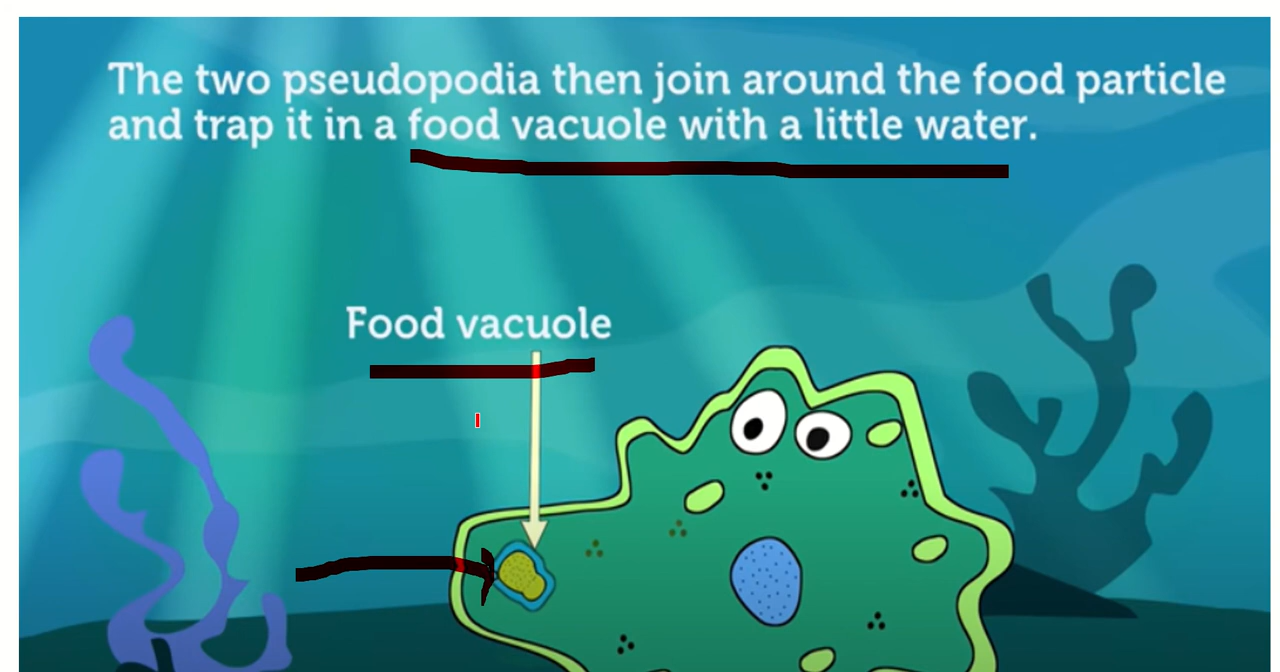 The two pseudopodia then join around the food particle
and trap it in a food vacuole with a little water.
Food vacuole